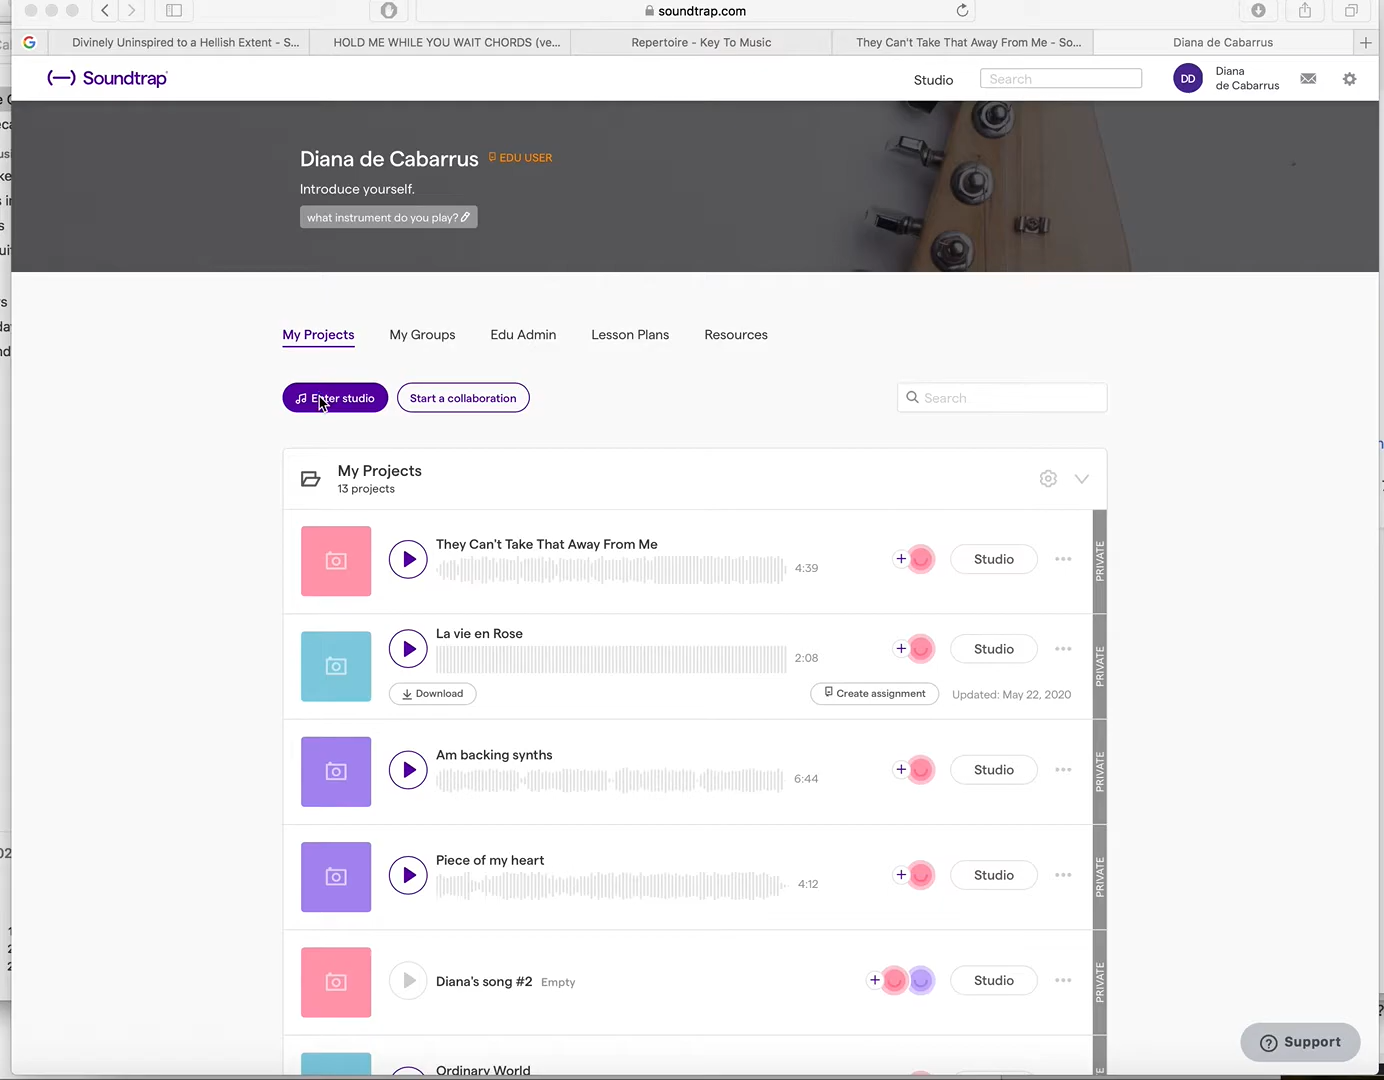 soundtrap.com
Divinely Uninspired to a Hellish Extent - S...
HOLD ME WHILE YOU WAIT CHORDS (ve...
Repertoire - Key To Music
They Can't Take That Away From Me - So...
Diana de Cabarrus
Soundtrap
Studio
Search
DD
Diana
de Cabarrus
Diana de Cabarrus
EDU USER
Introduce yourself.
what instrument do you play?
My Projects
My Groups
Edu Admin
Lesson Plans
Resources
Enter studio
Start a collaboration
Search
My Projects
13 projects
They Can't Take That Away From Me
4:39
Studio
PRIVATE
La vie en Rose
2:08
Studio
Download
Create assignment
Updated: May 22, 2020
PRIVATE
Am backing synths
6:44
Studio
PRIVATE
Piece of my heart
4:12
Studio
PRIVATE
Diana's song #2 Empty
Studio
PRIVATE
Ordinary World
Support